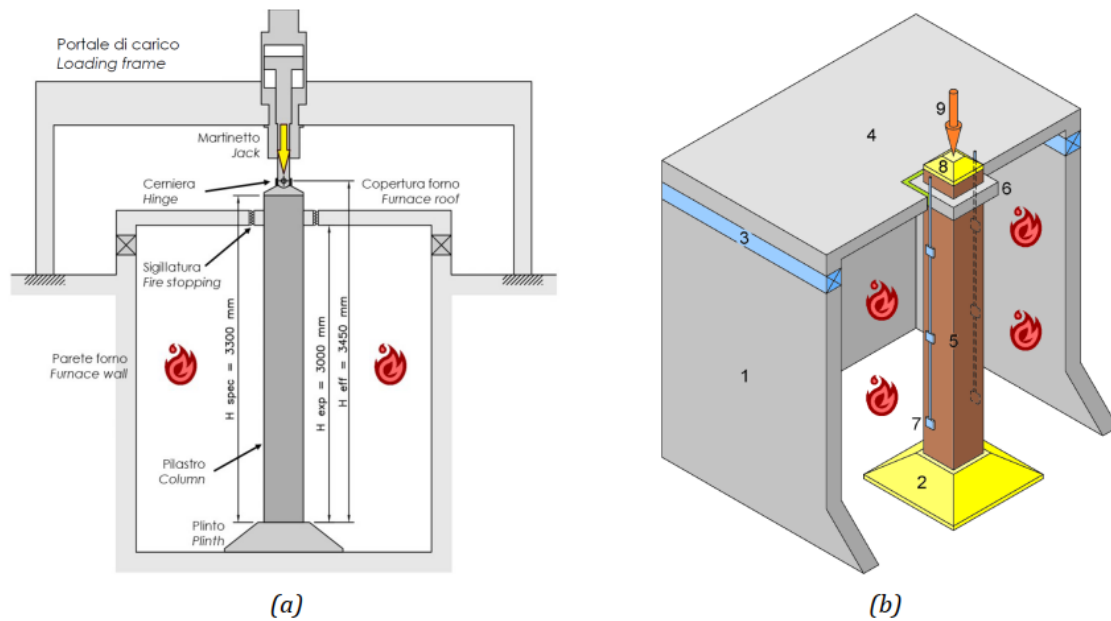 Portale di carico
Loading frame
Martinetto
Jack
Cerniera
Hinge
Copertura forno
Furnace roof
Sigillatura
Fire stopping
Parete forno
Furnace wall
H spec = 3300 mm
H exp = 3000 mm
H eff = 3450 mm
Pilastro
Column
Plinto
Plinth
(a)
9
4
8
6
3
5
1
7
2
(b)